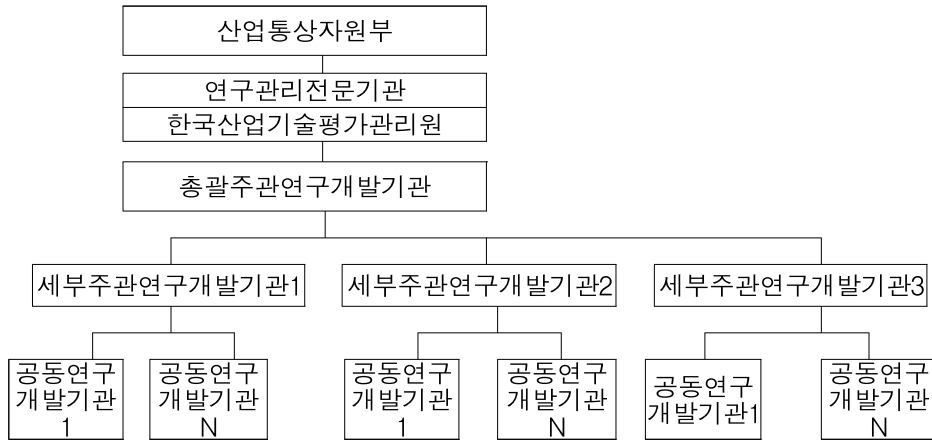 산업통상자원부
연구관리전문기관
한국산업기술평가관리원
총괄주관연구개발기관
세부주관연구개발기관1
세부주관연구개발기관2
세부주관연구개발기관3
공동연구
개발기관
1
공동연구
개발기관
N
공동연구
개발기관
1
공동연구
개발기관
N
공동연구
개발기관1
공동연구
개발기관
N